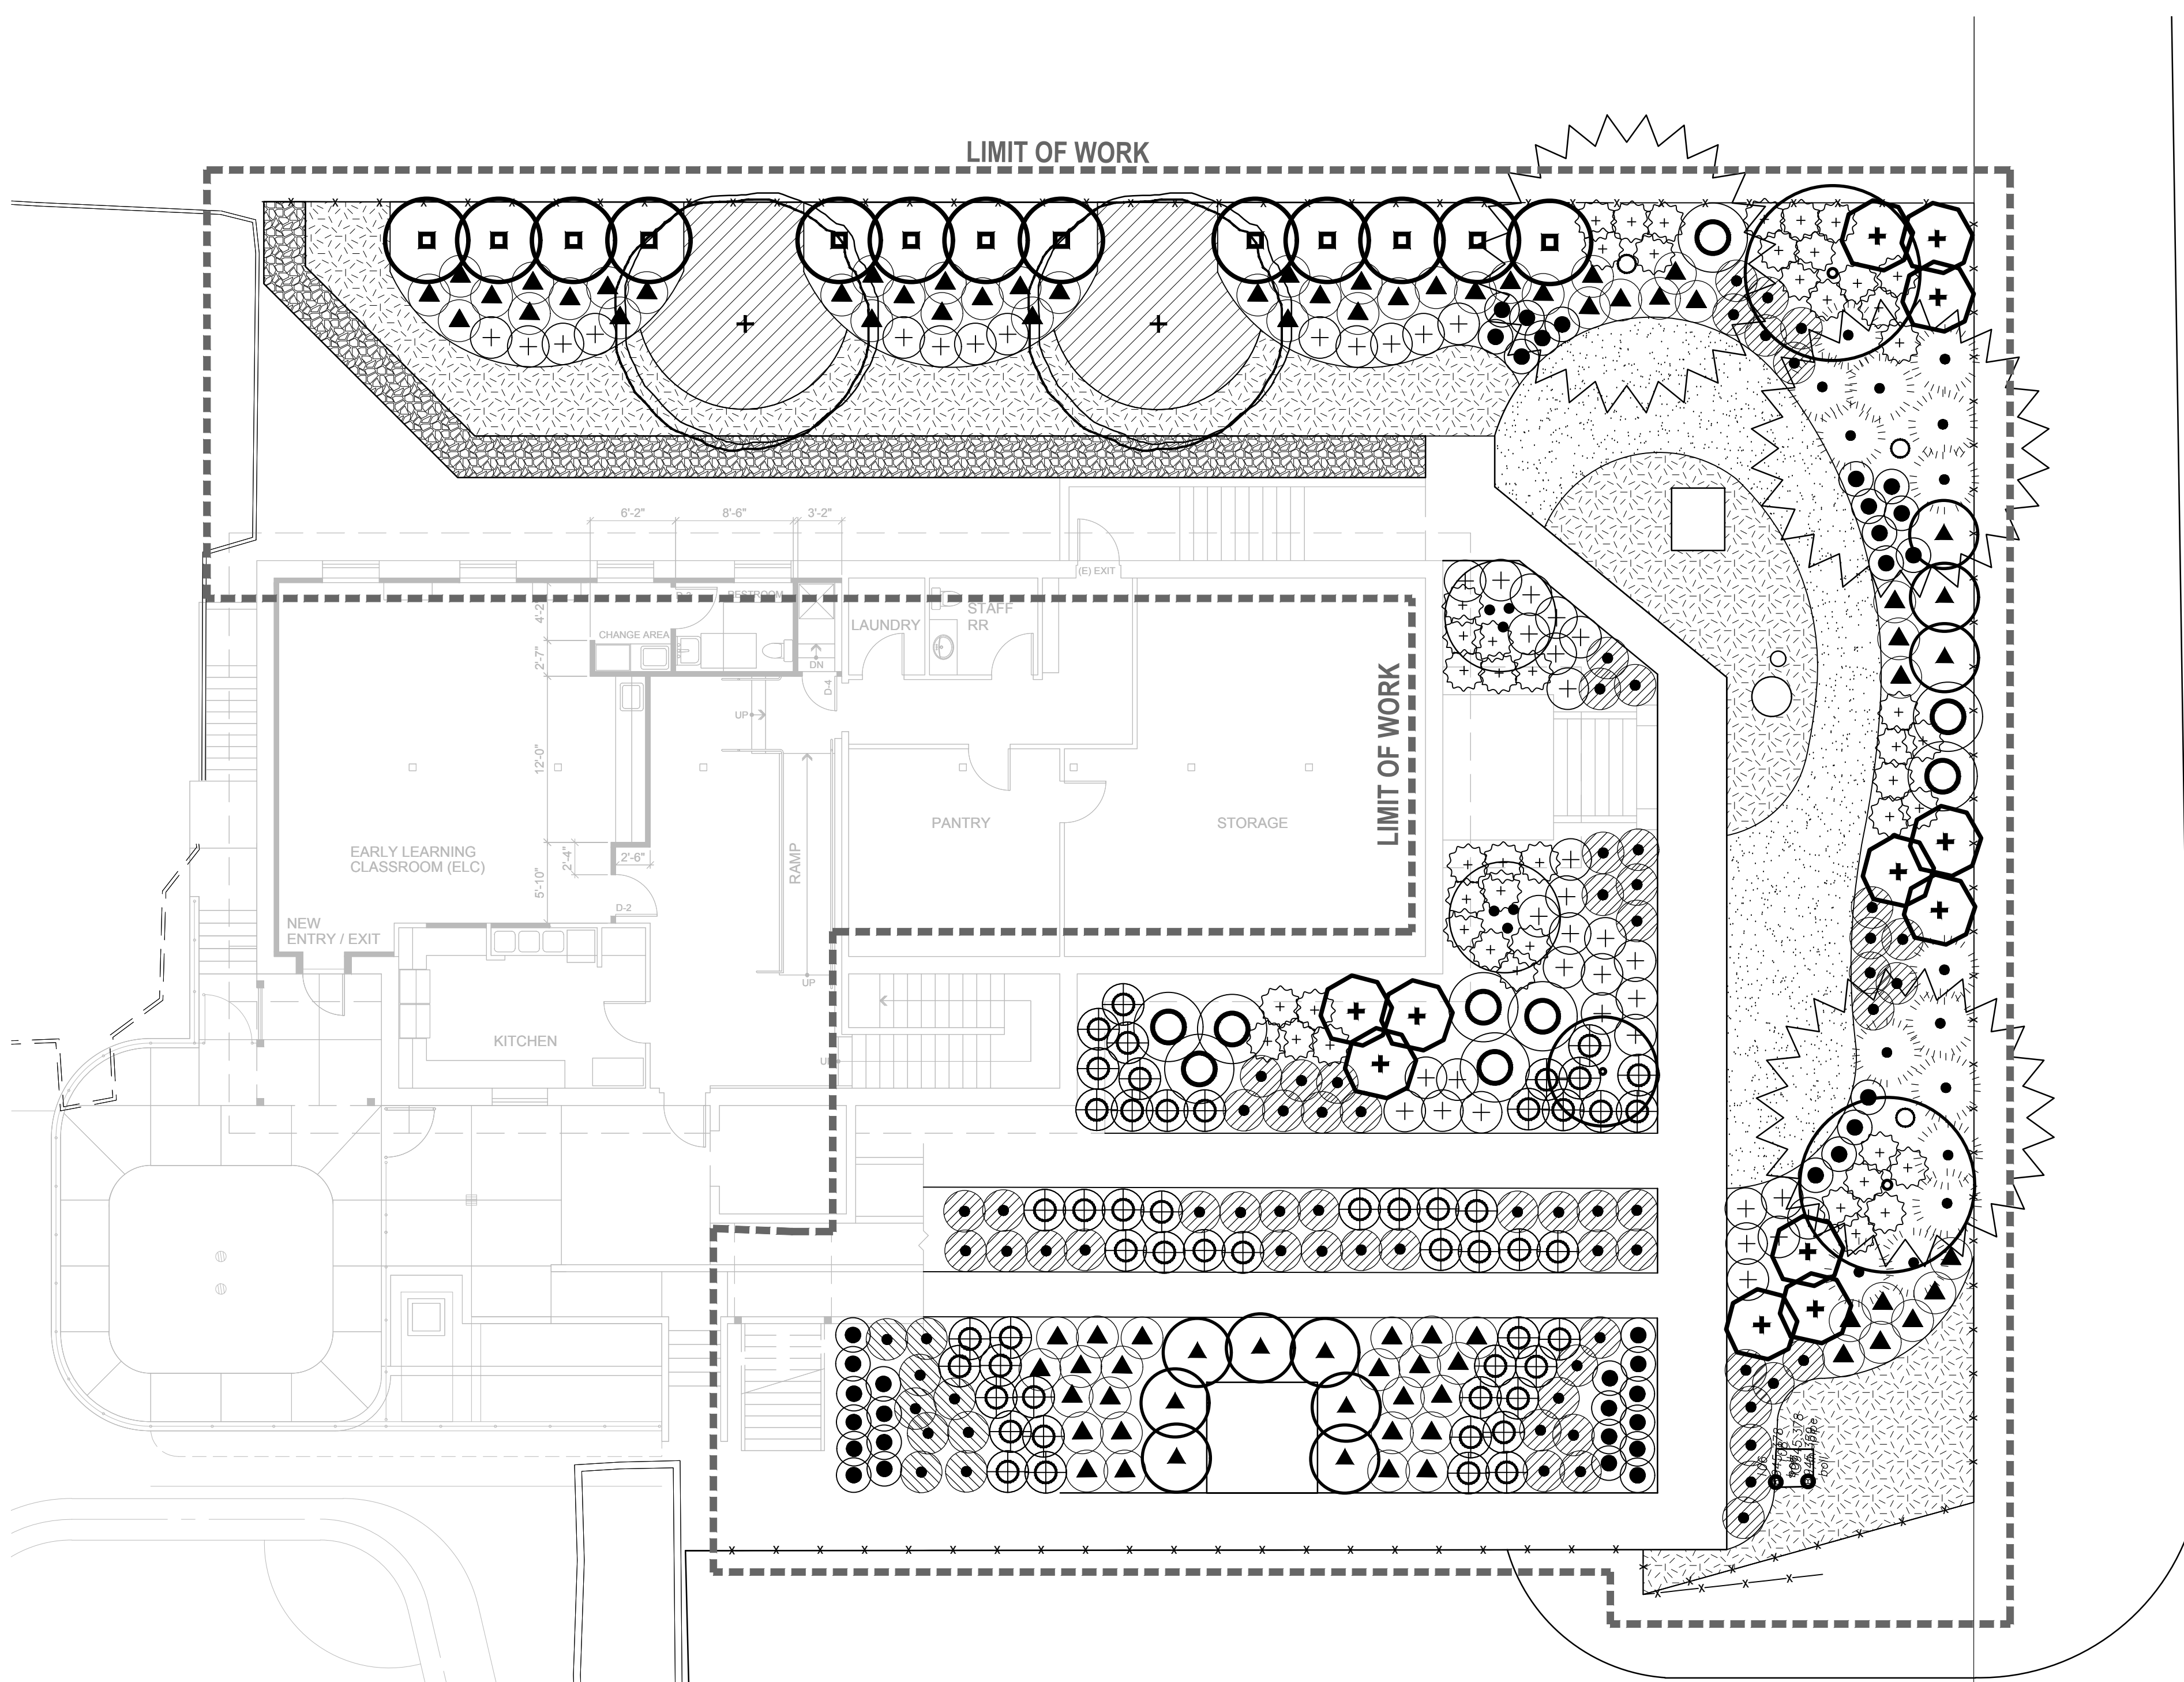 LIMIT OF WORK
6'-2"
8'-6"
3'-2"
(E) EXIT
4'-2"
RESTROOM
STAFF
RR
LAUNDRY
CHANGE AREA
2'-7"
DN
D-4
UP
LIMIT OF WORK
12'-0"
PANTRY
STORAGE
EARLY LEARNING
CLASSROOM (ELC)
2'-4"
2'-6"
RAMP
5'-10"
D-2
NEW
ENTRY / EXIT
UP
KITCHEN